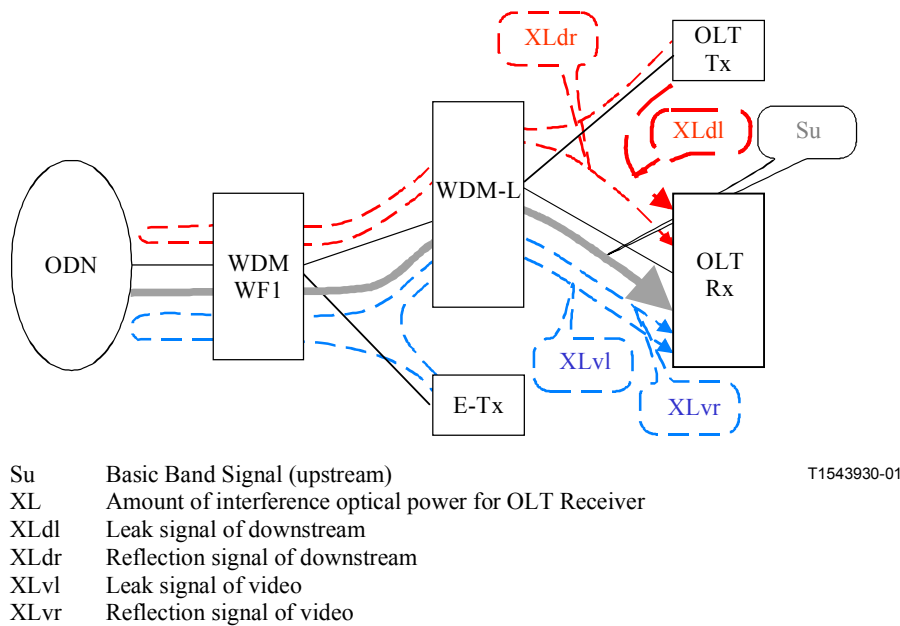 XLdr
OLT
Tx
XLdl
Su
WDM-L
ODN
WDM
WF1
OLT
Rx
XLvl
E-Tx
XLvr
Su Basic Band Signal (upstream) T1543930-01
XL Amount of interference optical power for OLT Receiver
XLdl Leak signal of downstream
XLdr Reflection signal of downstream
XLvl Leak signal of video
XLvr Reflection signal of video